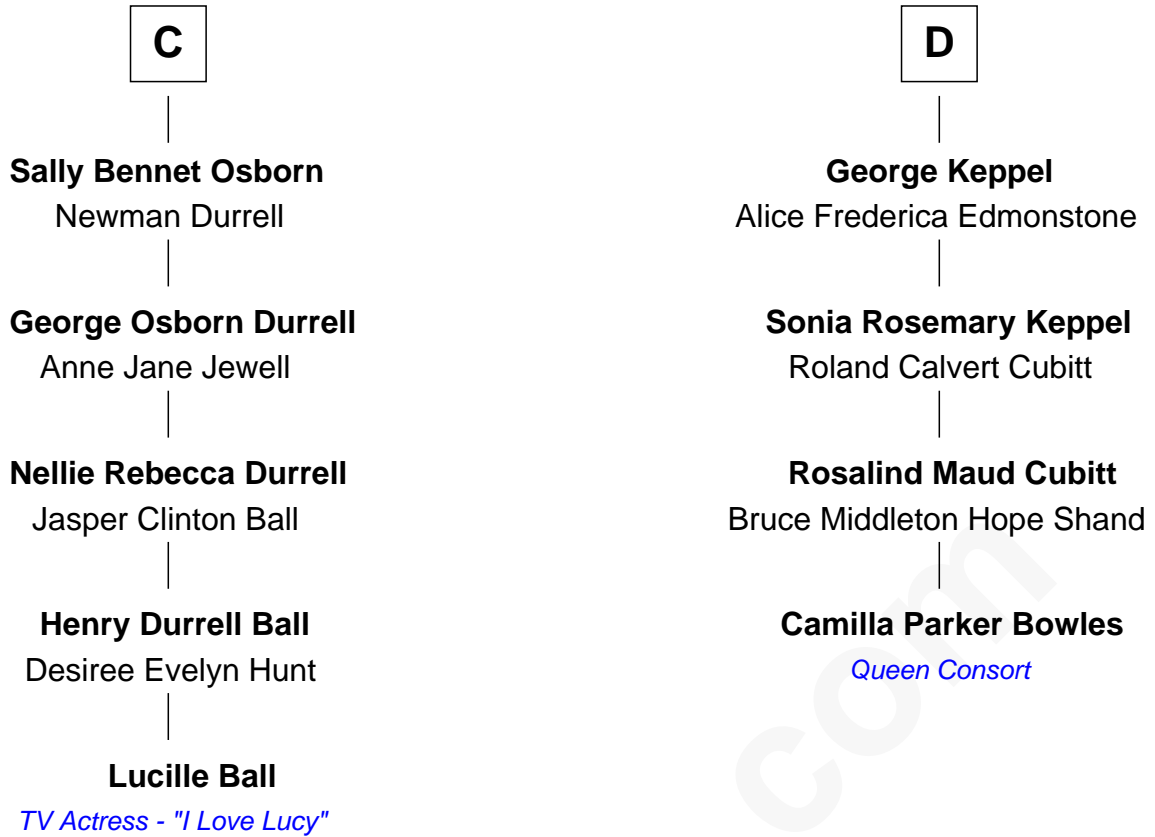 C
Sally Bennet Osborn
Newman Durrell
George Osborn Durrell
Anne Jane Jewell
Nellie Rebecca Durrell
Jasper Clinton Ball
Henry Durrell Ball
Desiree Evelyn Hunt
Lucille Ball
TV Actress - "I Love Lucy"
D
George Keppel
Alice Frederica Edmonstone
Sonia Rosemary Keppel
Roland Calvert Cubitt
Rosalind Maud Cubitt
Bruce Middleton Hope Shand
Camilla Parker Bowles
Queen Consort
com